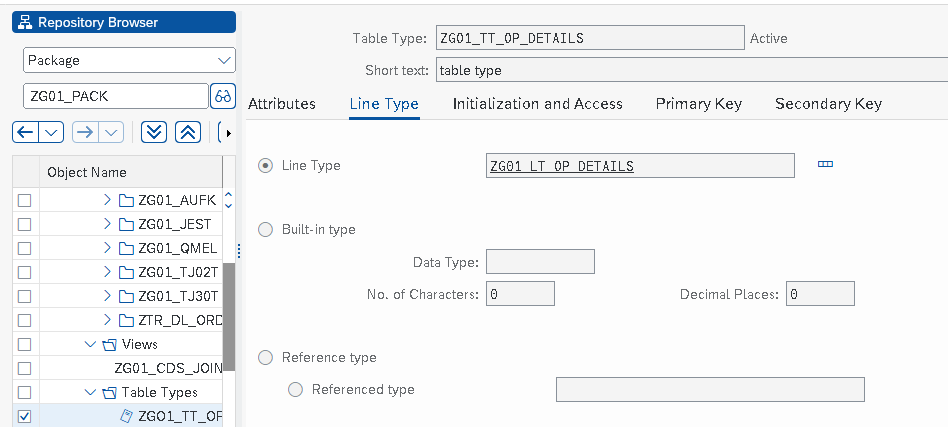 Repository Browser
Package
ZG01_PACK
Object Name
ZG01_AUFK
ZG01_JEST
ZG01_QMEL
ZG01_TJ02T
ZG01_TJ30T
ZTR_DL_ORD
Views
ZG01_CDS_JOIN
Table Types
ZGO1_TT_OP
Table Type: ZG01_TT_OP_DETAILS Active
Short text: table type
Attributes Line Type Initialization and Access Primary Key Secondary Key
Line Type ZG01_LT_OP_DETAILS
Built-in type
Data Type:
No. of Characters: 0 Decimal Places: 0
Reference type
Referenced type